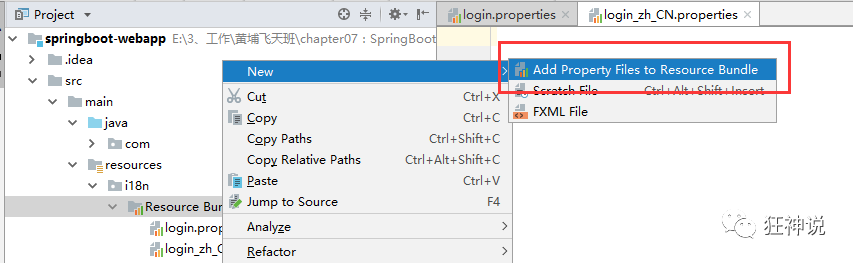 Project
login.properties
login_zh_CN.properties
springboot-webapp E:\3、工作\黄埔飞天班\chapter07：SpringBoot
.idea
src
main
java
com
resources
i18n
Resource Bun
login.prop
login_zh_C
New
Cut Ctrl+X
Copy Ctrl+C
Copy Paths Ctrl+Shift+C
Copy Relative Paths Ctrl+Alt+Shift+C
Paste Ctrl+V
Jump to Source F4
Analyze
Refactor
Add Property Files to Resource Bundle
Scratch File Ctrl+Alt+Shift+Insert
FXML File
狂神说